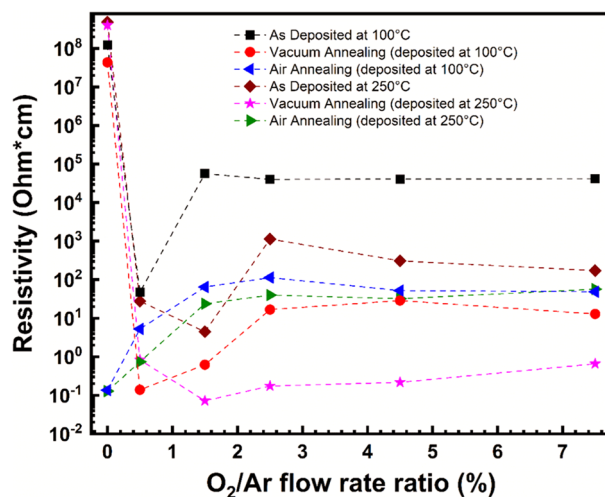 As Deposited at 100°C
Vacuum Annealing (deposited at 100°C)
Air Annealing (deposited at 100°C)
As Deposited at 250°C
Vacuum Annealing (deposited at 250°C)
Air Annealing (deposited at 250°C)
Resistivity (Ohm*cm)
10⁸
10⁷
10⁶
10⁵
10⁴
10³
10²
10¹
10⁰
10⁻¹
10⁻²
0 1 2 3 4 5 6 7
O₂/Ar flow rate ratio (%)